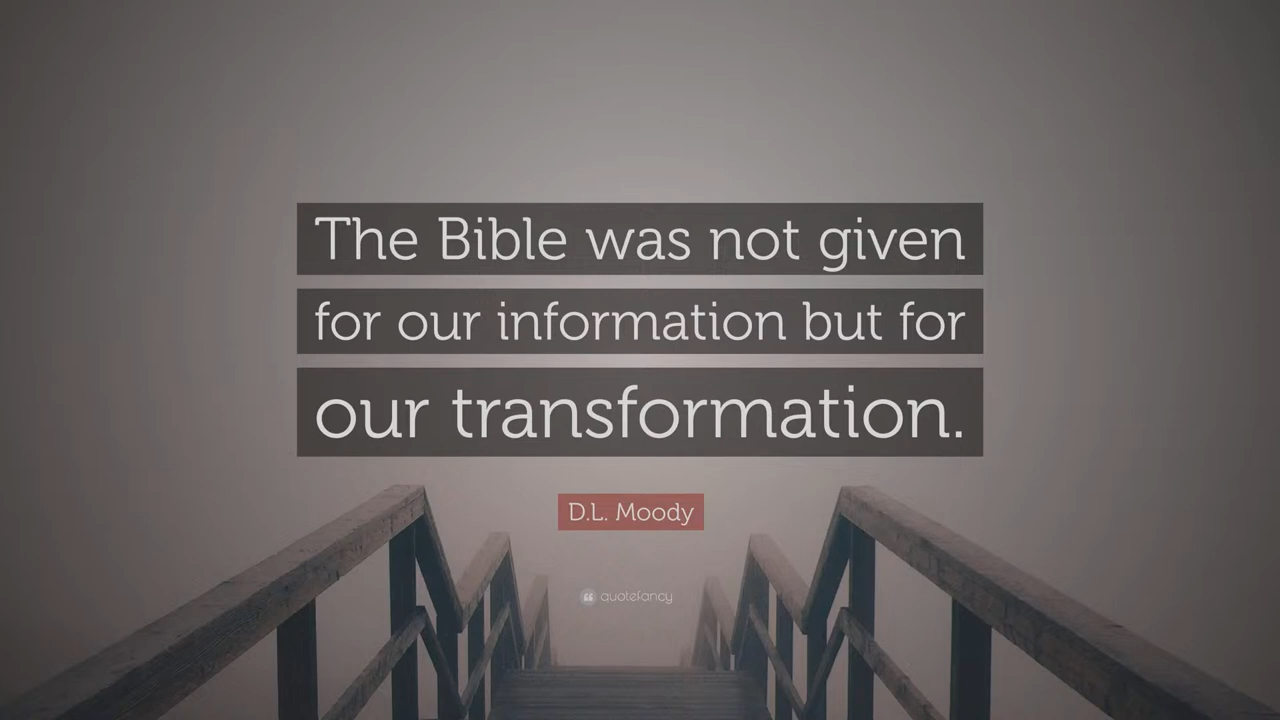 The Bible was not given
for our information but for
our transformation.
D.L. Moody
quotefancy